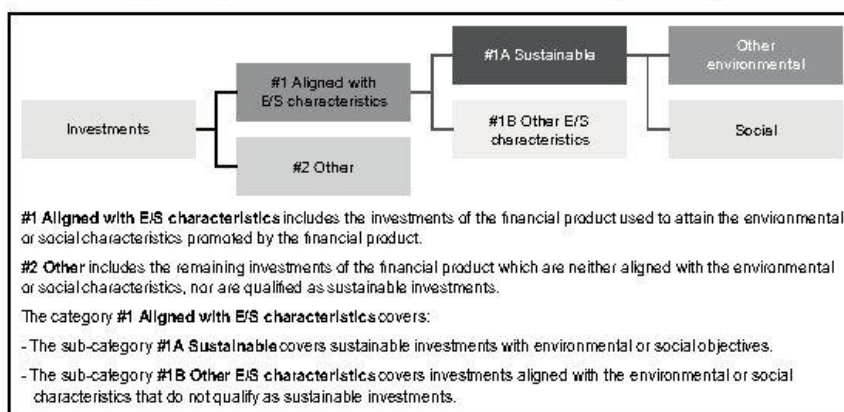 #1A Sustainable
Other
environmental
#1 Aligned with
E/S characteristics
Investments
#1B Other E/S
characteristics
Social
#2 Other
#1 Aligned with E/S characteristics includes the investments of the financial product used to attain the environmental
or social characteristics promoted by the financial product.
#2 Other includes the remaining investments of the financial product which are neither aligned with the environmental
or social characteristics, nor are qualified as sustainable investments.
The category #1 Aligned with E/S characteristics covers:
- The sub-category #1A Sustainable covers sustainable investments with environmental or social objectives.
- The sub-category #1B Other E/S characteristics covers investments aligned with the environmental or social
characteristics that do not qualify as sustainable investments.